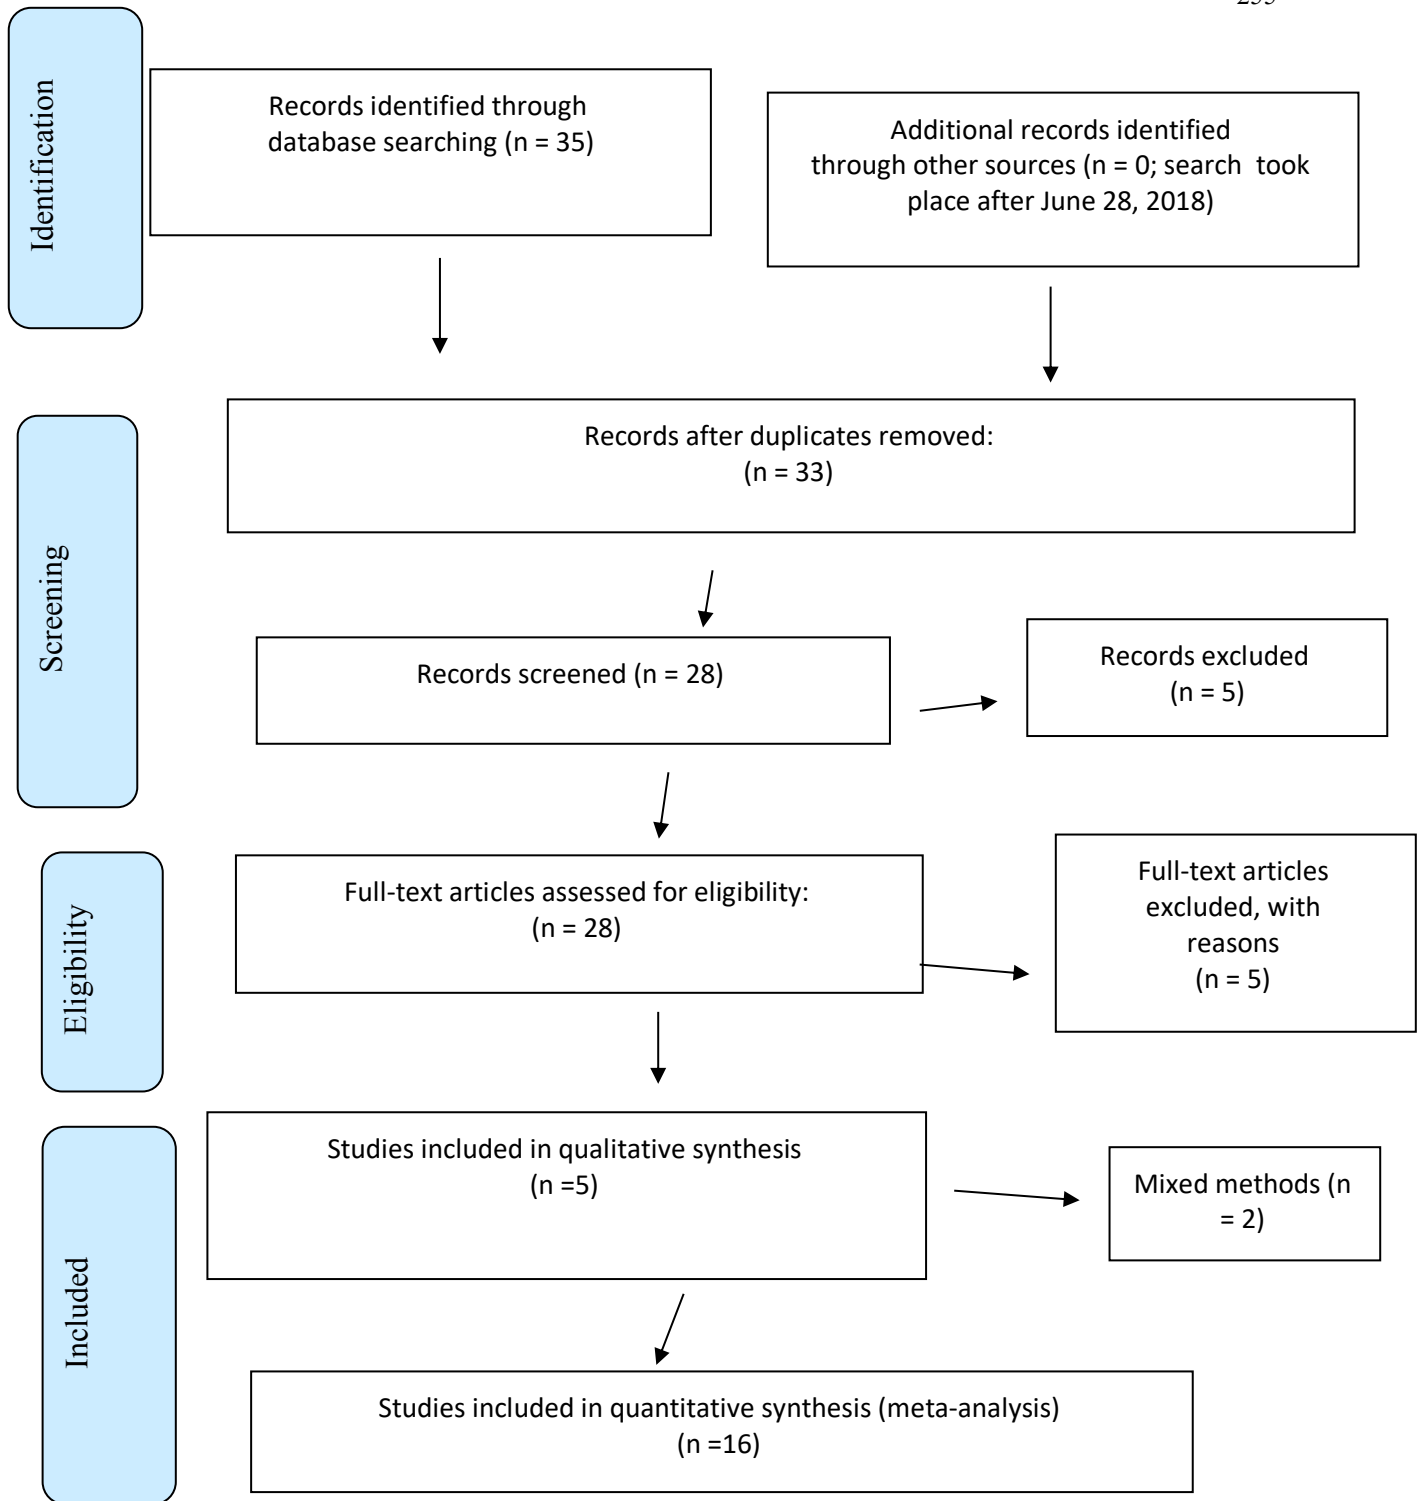 Identification
Records identified through
database searching (n = 35)
Additional records identified
through other sources (n = 0; search took
place after June 28, 2018)
Screening
Records after duplicates removed:
(n = 33)
Records screened (n = 28)
Records excluded
(n = 5)
Eligibility
Full-text articles assessed for eligibility:
(n = 28)
Full-text articles
excluded, with
reasons
(n = 5)
Included
Studies included in qualitative synthesis
(n =5)
Mixed methods (n
= 2)
Studies included in quantitative synthesis (meta-analysis)
(n =16)